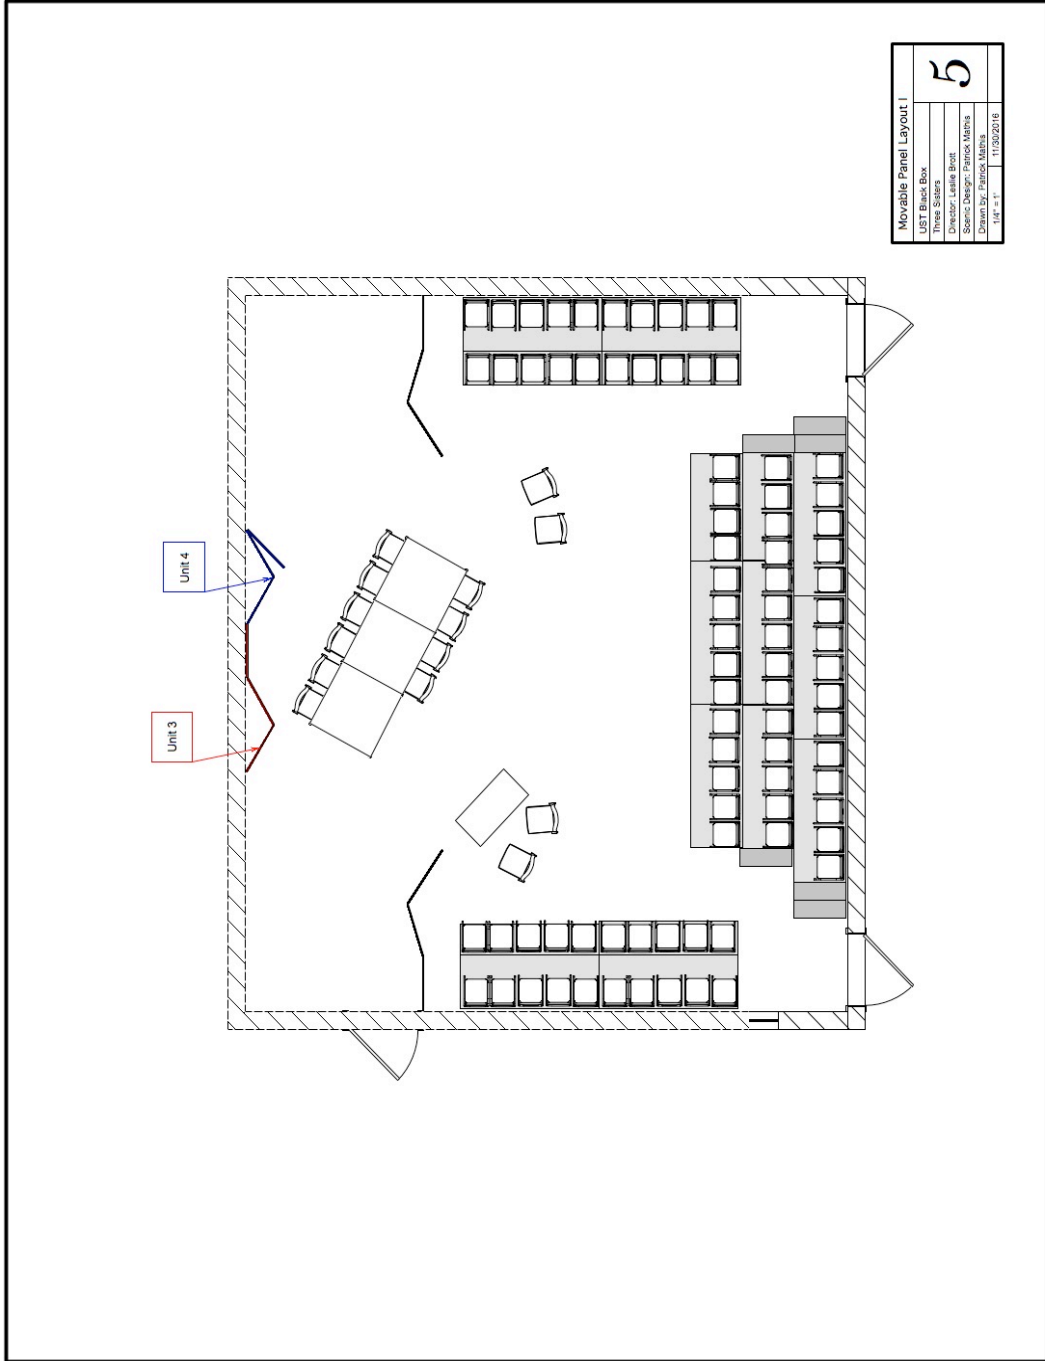 Movable Panel Layout I
UST Black Box
Three Sisters
Director: Leslie Brott
Scenic Design: Patrick Mathis
Drawn by: Patrick Mathis
1/4" = 1'
11/30/2016
5
Unit 4
Unit 3